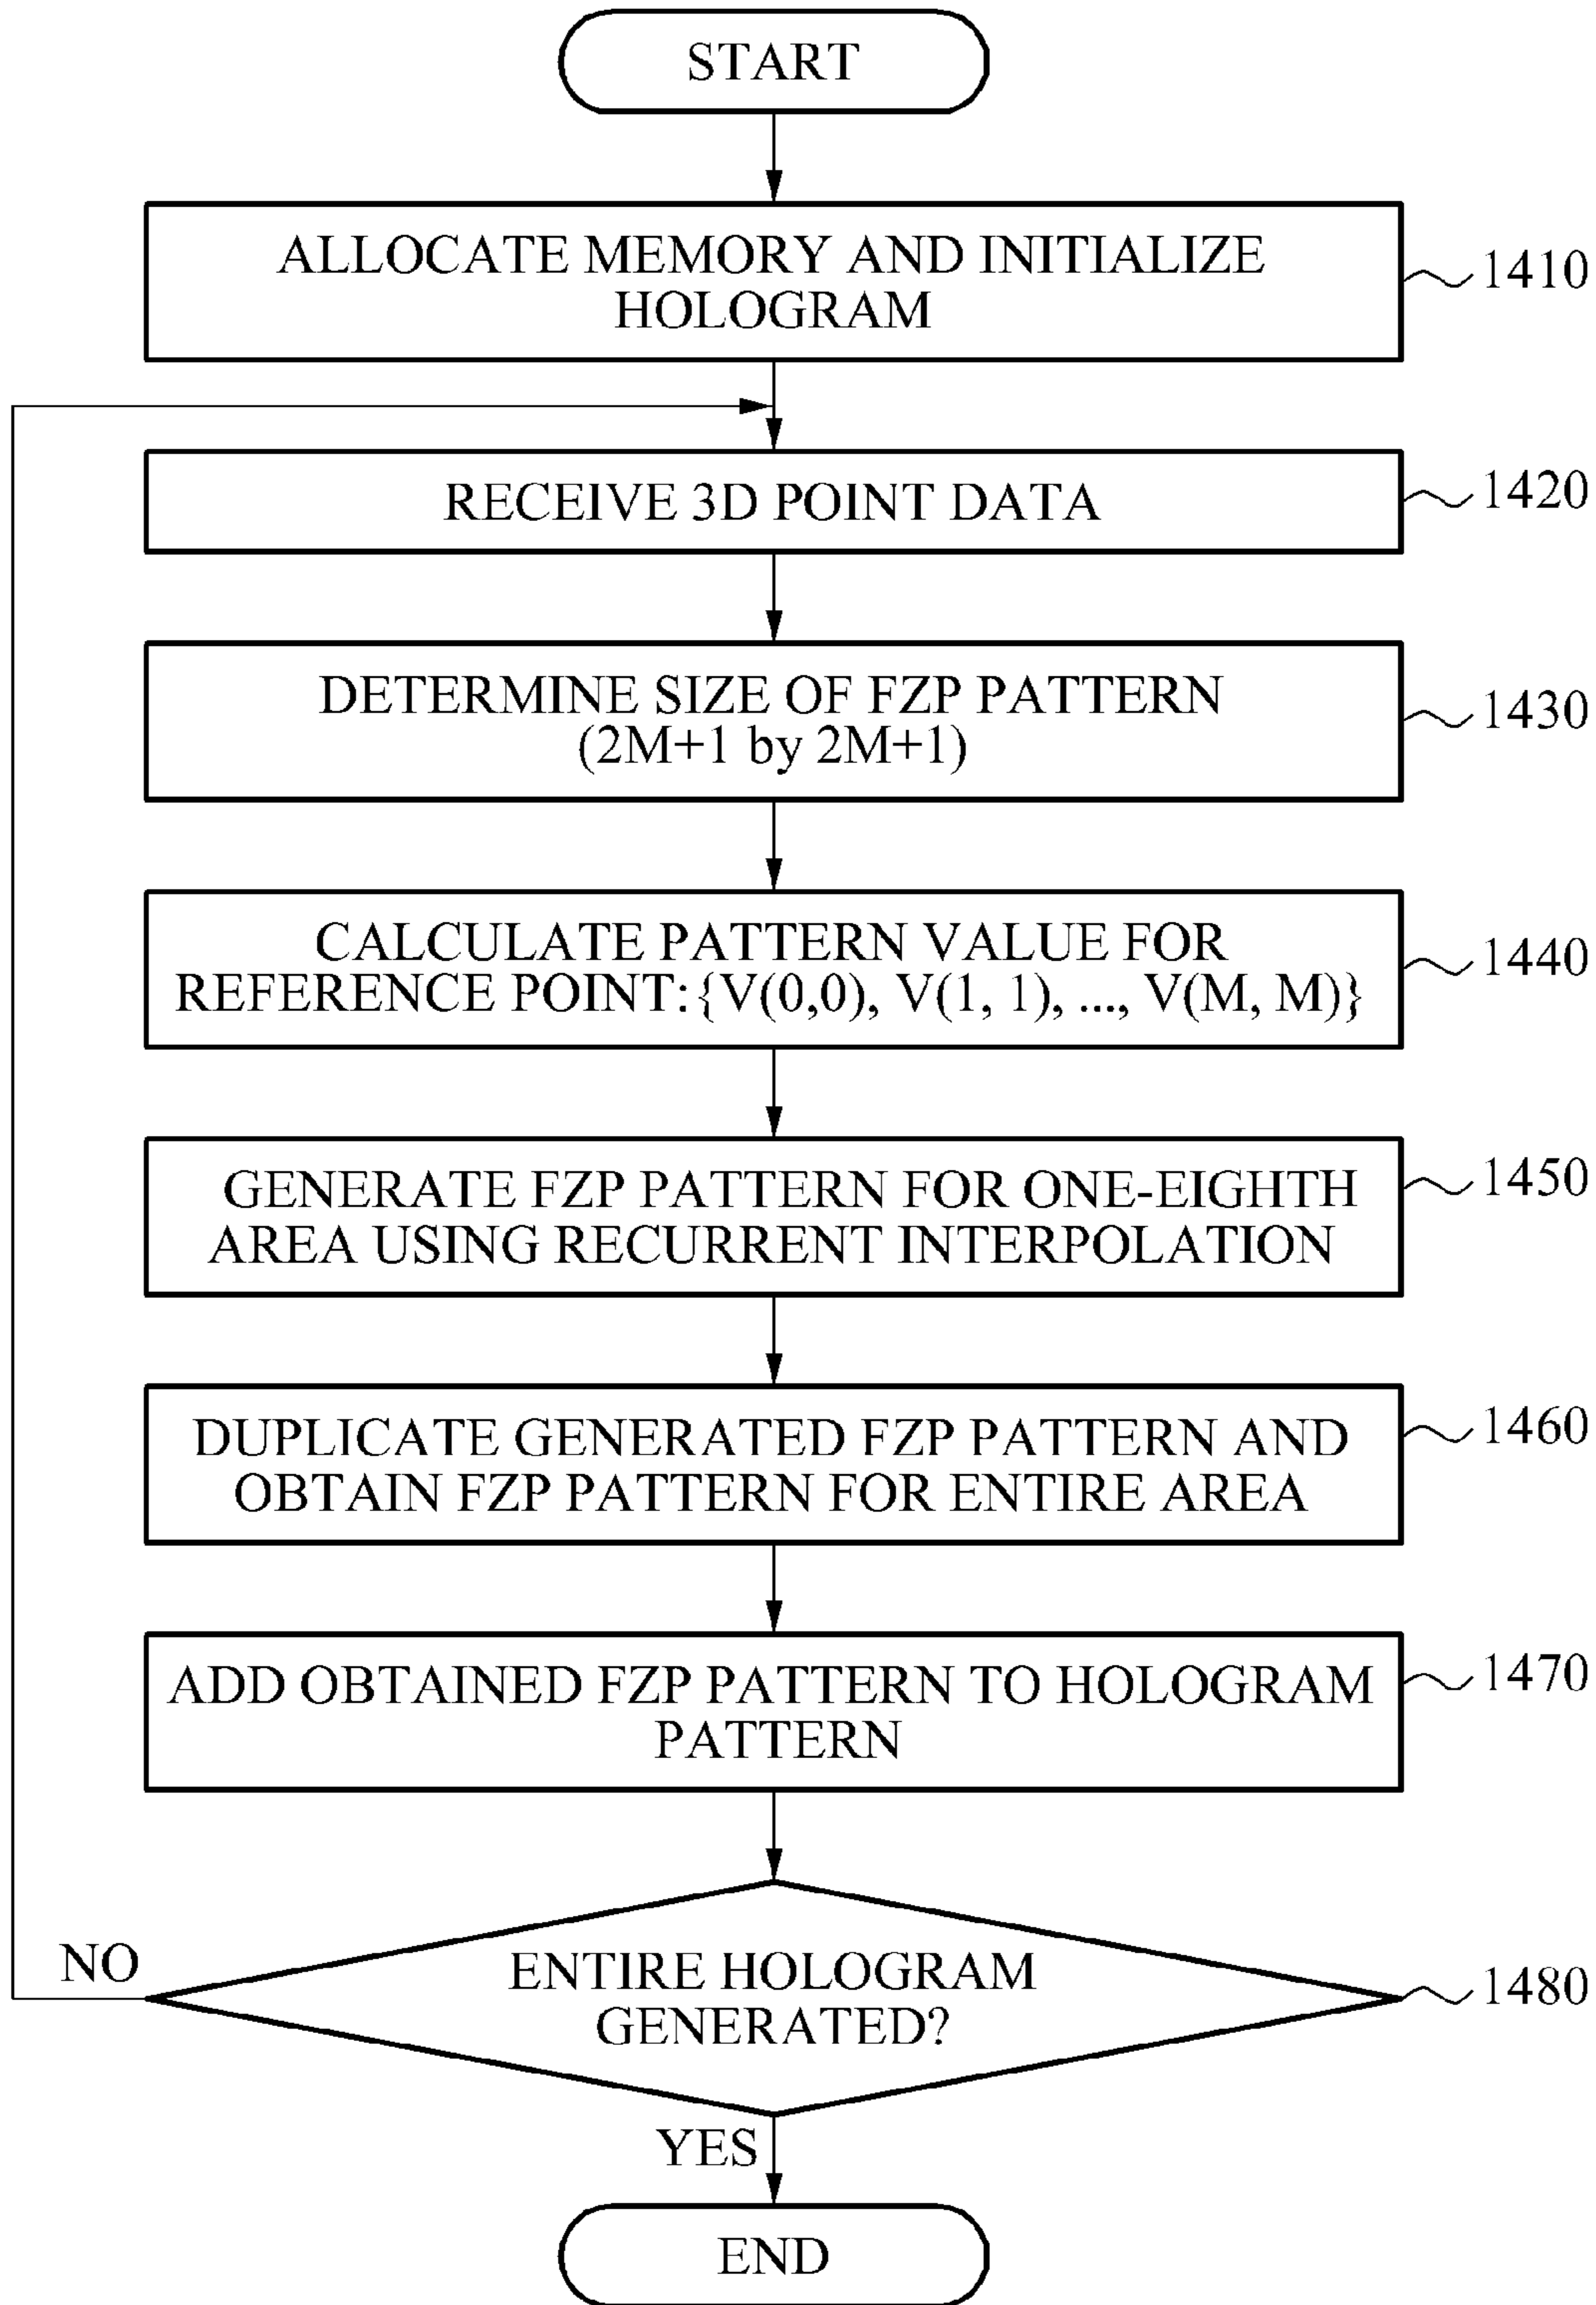 START
ALLOCATE MEMORY AND INITIALIZE
HOLOGRAM
1410
RECEIVE 3D POINT DATA
1420
DETERMINE SIZE OF FZP PATTERN
(2M+1 by 2M+1)
1430
CALCULATE PATTERN VALUE FOR
REFERENCE POINT:{V(0,0), V(1, 1), ..., V(M, M)}
1440
GENERATE FZP PATTERN FOR ONE-EIGHTH
AREA USING RECURRENT INTERPOLATION
1450
DUPLICATE GENERATED FZP PATTERN AND
OBTAIN FZP PATTERN FOR ENTIRE AREA
1460
ADD OBTAINED FZP PATTERN TO HOLOGRAM
PATTERN
1470
NO
ENTIRE HOLOGRAM
GENERATED?
1480
YES
END